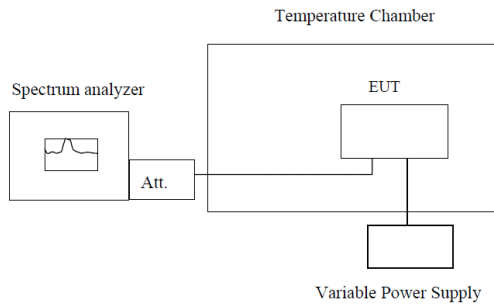 Temperature Chamber
Spectrum analyzer
EUT
Att.
Variable Power Supply